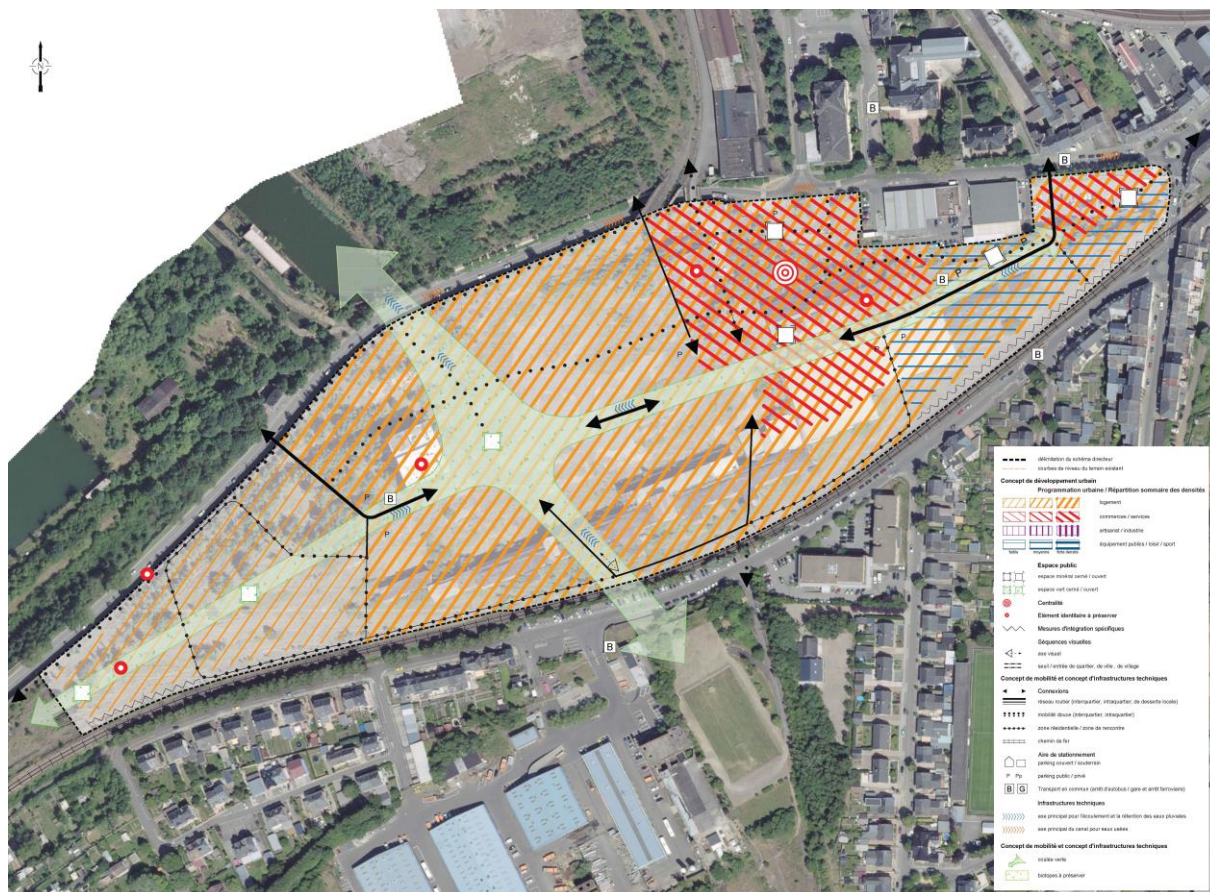 N
B
B
P
P
B
P
P
B
P
P
B
P
B
délimitation du schéma directeur
courbes de niveau du terrain existant
Concept de développement urbain
Programmation urbaine / Répartition sommaire des densités
logement
commerces / services
artisanat / industrie
équipement publics / loisir / sport
faible moyenne forte densité
Espace public
espace minéral cerné / ouvert
espace vert cerné / ouvert
Centralité
Elément identitaire à préserver
Mesures d'intégration spécifiques
Séquences visuelles
axe visuel
seuil / entrée de quartier, de ville, de village
Concept de mobilité et concept d'infrastructures techniques
Connexions
réseau routier (interquartier, intraquartier, de desserte locale)
mobilité douce (interquartier, intraquartier)
zone résidentielle / zone de rencontre
chemin de fer
Aire de stationnement
parking couvert / souterrain
P Pp parking public / privé
B G Transport en commun (arrêt d'autobus / gare et arrêt ferroviaire)
Infrastructures techniques
axe principal pour l'écoulement et la rétention des eaux pluviales
axe principal du canal pour eaux usées
Concept de mobilité et concept d'infrastructures techniques
coulée verte
biotopes à préserver